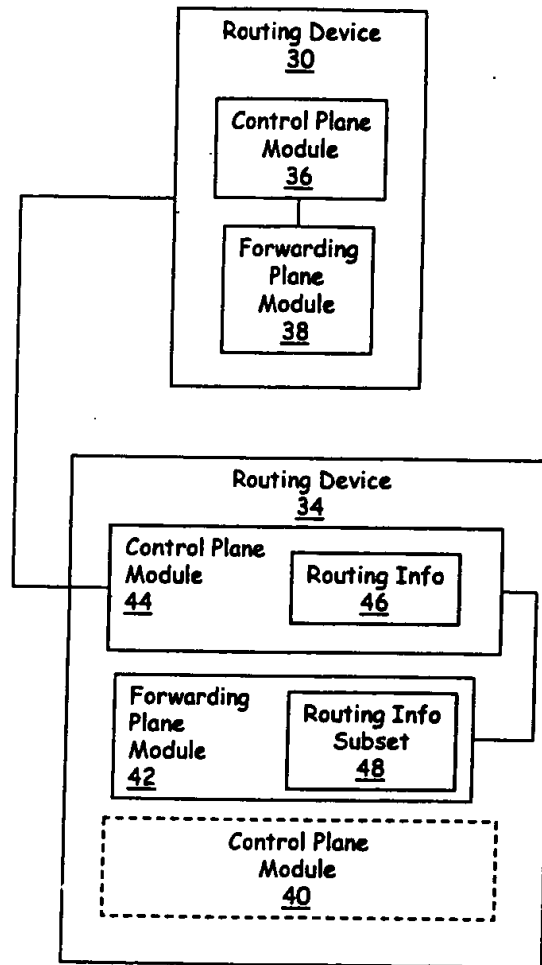 Routing Device
30
Control Plane
Module
36
Forwarding
Plane
Module
38
Routing Device
34
Control Plane
Module
44
Routing Info
46
Forwarding
Plane
Module
42
Routing Info
Subset
48
Control Plane
Module
40